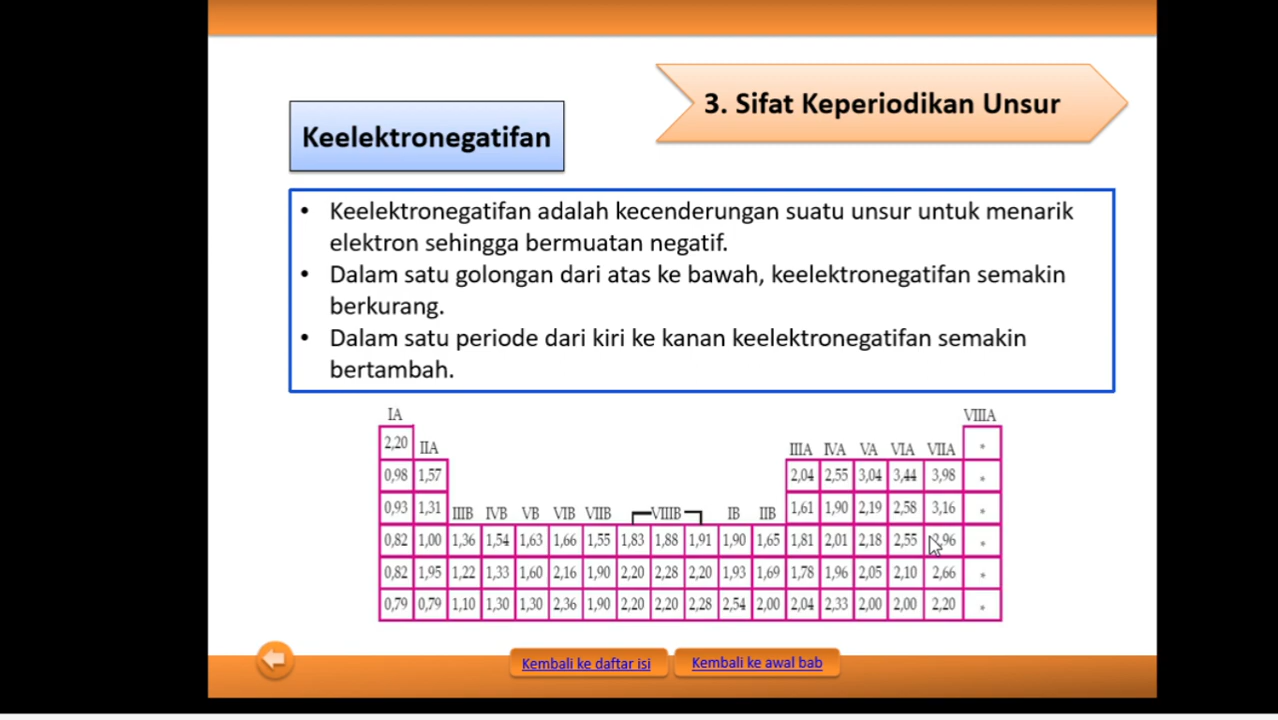 3. Sifat Keperiodikan Unsur
Keelektronegatifan
• Keelektronegatifan adalah kecenderungan suatu unsur untuk menarik
elektron sehingga bermuatan negatif.
• Dalam satu golongan dari atas ke bawah, keelektronegatifan semakin
berkurang.
• Dalam satu periode dari kiri ke kanan keelektronegatifan semakin
bertambah.
IA VIIIA
2,20 IIA IIIA IVA VA VIA VIIA *
0,98 1,57 2,04 2,55 3,04 3,44 3,98 *
0,93 1,31 IIIB IVB VB VIB VIIB VIIIB IB IIB 1,61 1,90 2,19 2,58 3,16 *
0,82 1,00 1,36 1,54 1,63 1,66 1,55 1,83 1,88 1,91 1,90 1,65 1,81 2,01 2,18 2,55 *
0,82 1,95 1,22 1,33 1,60 2,16 1,90 2,20 2,28 2,20 1,93 1,69 1,78 1,96 2,05 2,10 2,66 *
0,79 0,79 1,10 1,30 1,30 2,36 1,90 2,20 2,20 2,28 2,54 2,00 2,04 2,33 2,00 2,00 2,20 *
Kembali ke daftar isi Kembali ke awal bab